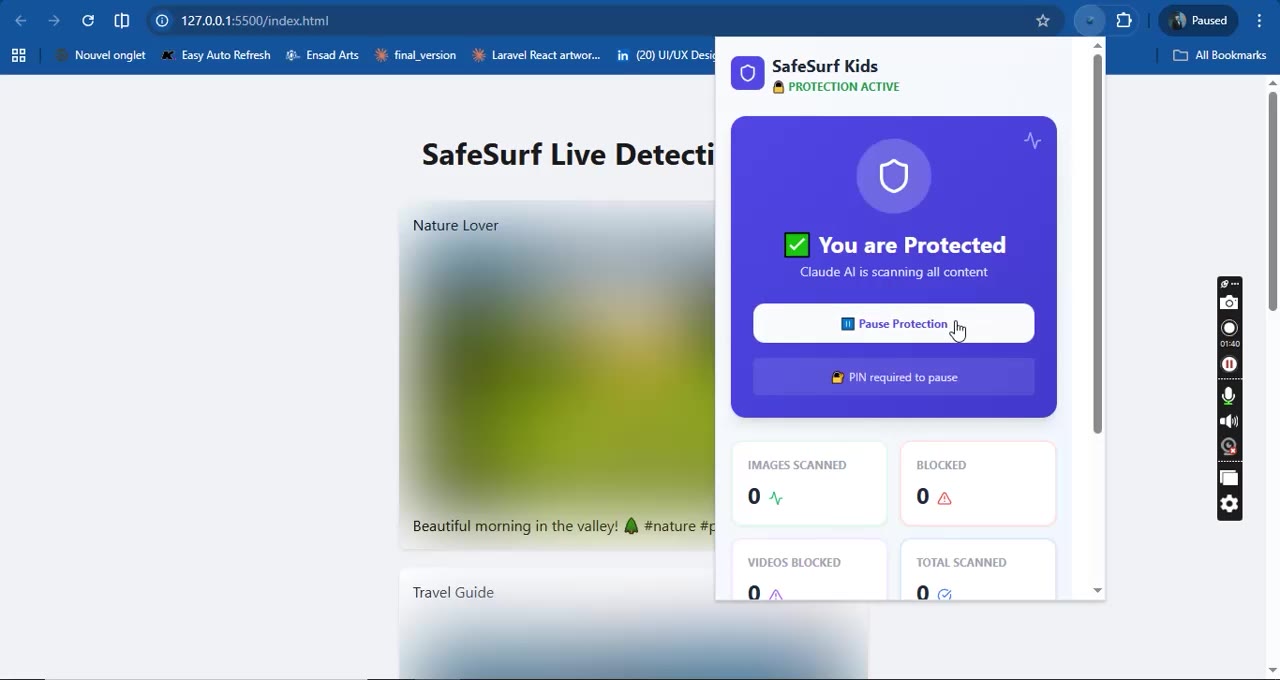 127.0.0.1:5500/index.html
Paused
Nouvel onglet
Easy Auto Refresh
Ensad Arts
final_version
Laravel React artwor...
(20) UI/UX Desig
All Bookmarks
SafeSurf Kids
🔒 PROTECTION ACTIVE
SafeSurf Live Detecti
✅ You are Protected
Claude AI is scanning all content
⏸ Pause Protection
🔐 PIN required to pause
IMAGES SCANNED
0
BLOCKED
0
VIDEOS BLOCKED
0
TOTAL SCANNED
0
Nature Lover
Beautiful morning in the valley! 🌲 #nature #p
Travel Guide
01:40